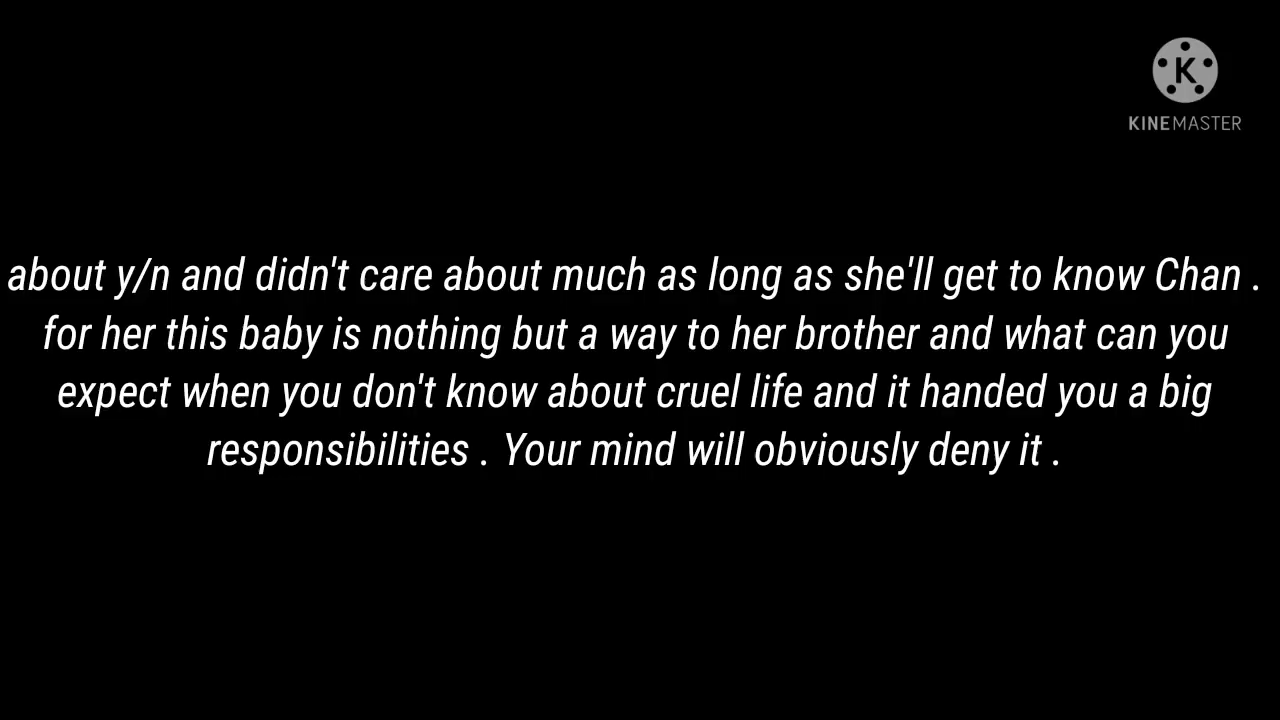 K
KINEMASTER
about y/n and didn't care about much as long as she'll get to know Chan .
for her this baby is nothing but a way to her brother and what can you
expect when you don't know about cruel life and it handed you a big
responsibilities . Your mind will obviously deny it .